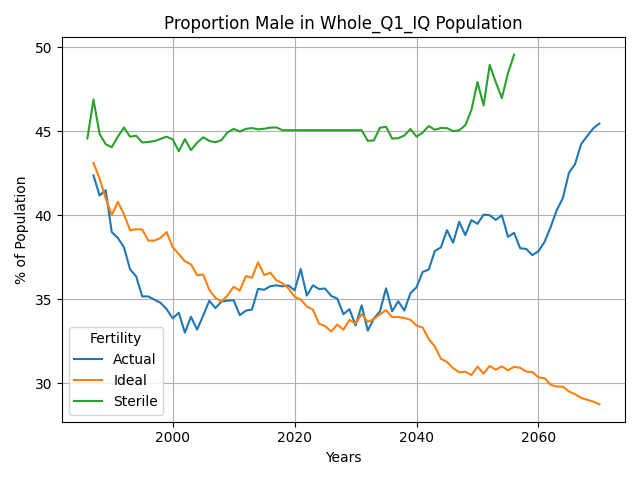 Proportion Male in Whole_Q1_IQ Population
% of Population
50
45
40
35
30
Fertility
Actual
Ideal
Sterile
2000
2020
2040
2060
Years